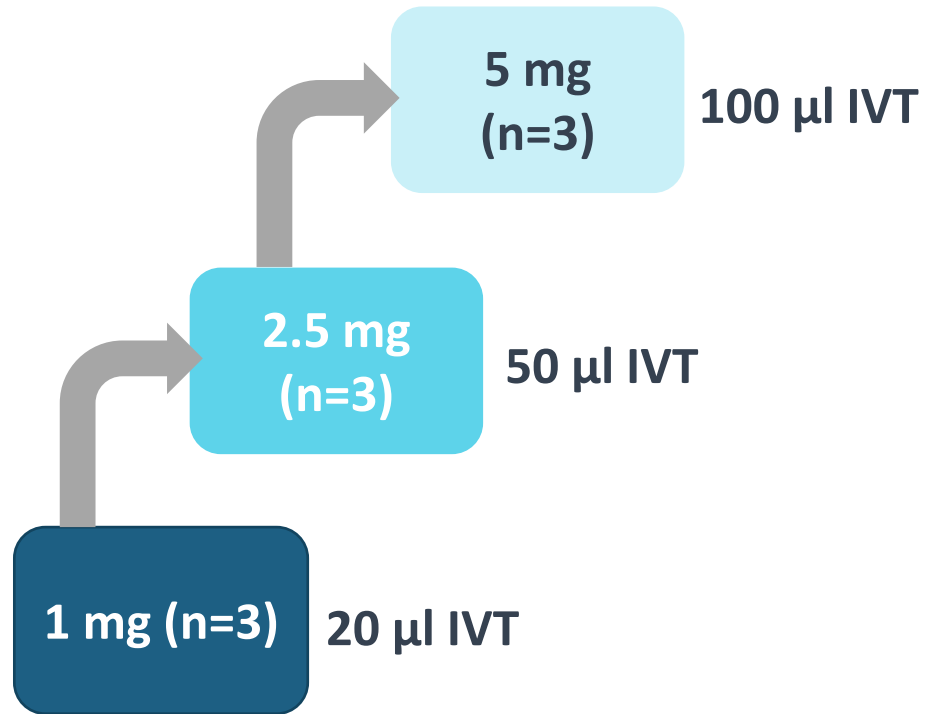 5 mg
(n=3)
100 µl IVT
2.5 mg
(n=3)
50 µl IVT
1 mg (n=3)
20 µl IVT